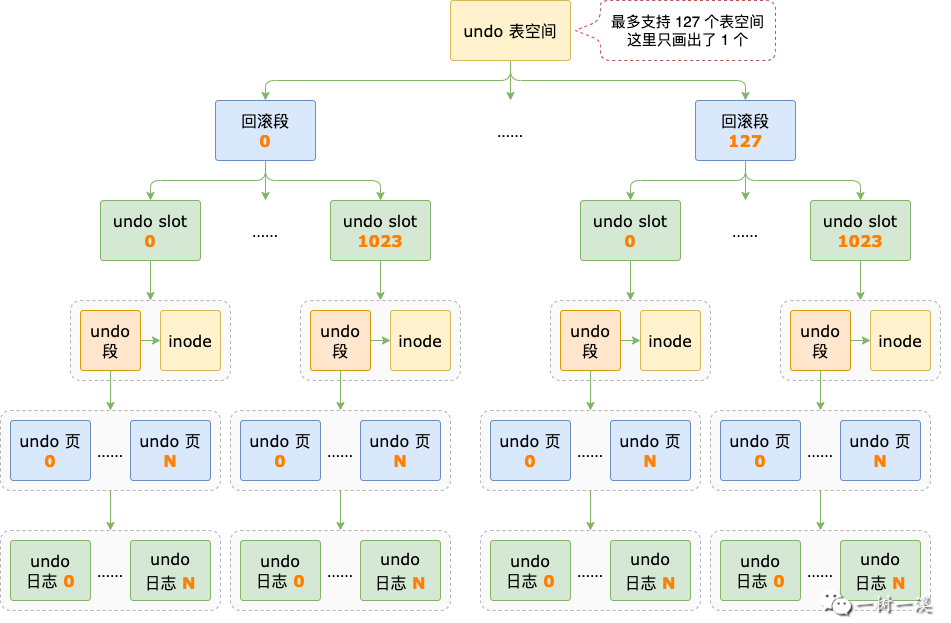 undo 表空间
最多支持 127 个表空间
这里只画出了 1 个
回滚段
0
......
回滚段
127
undo slot
0
......
undo slot
1023
undo slot
0
......
undo slot
1023
undo
段
inode
undo
段
inode
undo
段
inode
undo
段
inode
undo 页
0
......
undo 页
N
undo 页
0
......
undo 页
N
undo 页
0
......
undo 页
N
undo 页
0
......
undo 页
N
undo
日志 0
......
undo
日志 N
undo
日志 0
......
undo
日志 N
undo
日志 0
......
undo
日志 N
undo
日志 0
......
undo
日志 N
一树一溪